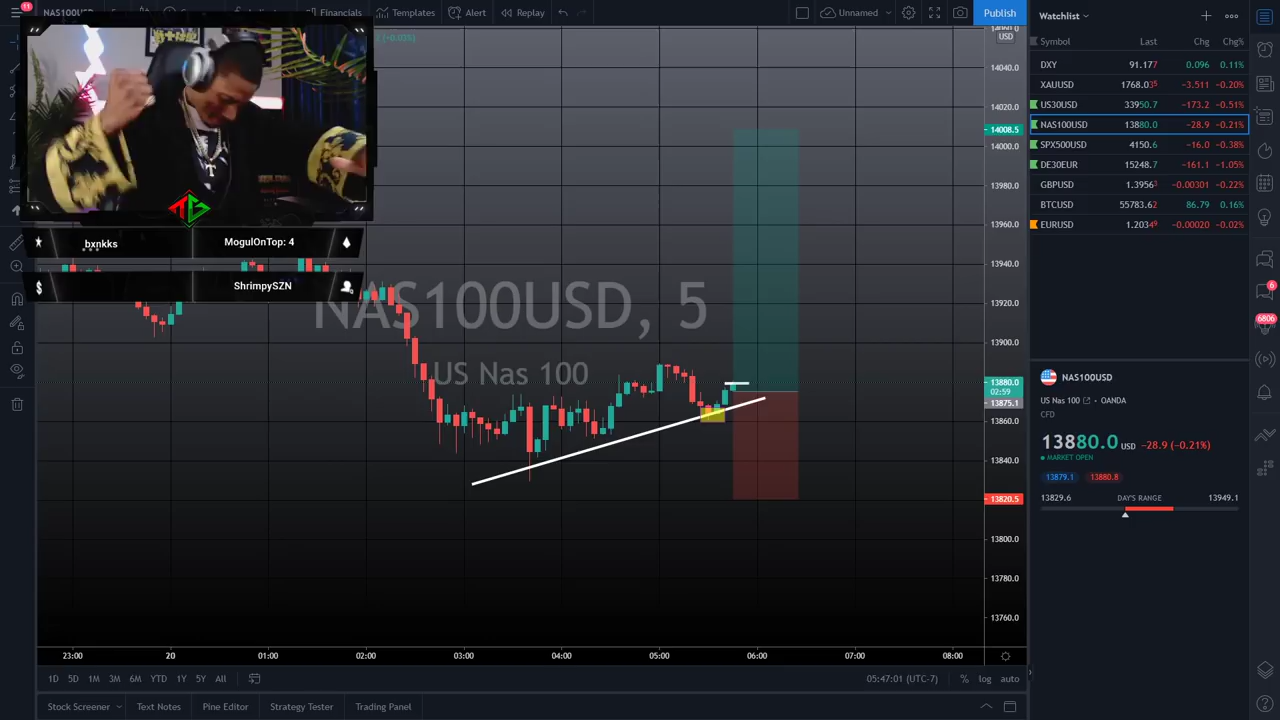 11
NAS100USD
5
Financials
Templates
Alert
Replay
Unnamed
Publish
USD
bxnkks
MogulOnTop: 4
ShrimpySZN
NAS100USD, 5
US Nas 100
14040.0
14020.0
14008.5
14000.0
13980.0
13960.0
13940.0
13920.0
13900.0
13880.0
02:59
13875.1
13860.0
13840.0
13820.5
13800.0
13780.0
13760.0
23:00 20 01:00 02:00 03:00 04:00 05:00 06:00 07:00 08:00
1D 5D 1M 3M 6M YTD 1Y 5Y All
05:47:01 (UTC-7) % log auto
Stock Screener Text Notes Pine Editor Strategy Tester Trading Panel
Watchlist
Symbol Last Chg Chg%
DXY 91.177 0.096 0.11%
XAUUSD 1768.035 −3.511 −0.20%
US30USD 33950.7 −173.2 −0.51%
NAS100USD 13880.0 −28.9 −0.21%
SPX500USD 4150.6 −16.0 −0.38%
DE30EUR 15248.7 −161.1 −1.05%
GBPUSD 1.3956 −0.00301 −0.22%
BTCUSD 55783.62 86.79 0.16%
EURUSD 1.20349 −0.00020 −0.02%
NAS100USD
US Nas 100 • OANDA
CFD
13880.0 USD −28.9 (−0.21%)
MARKET OPEN
13879.1 13880.8
13829.6 DAY'S RANGE 13949.1
6
6806